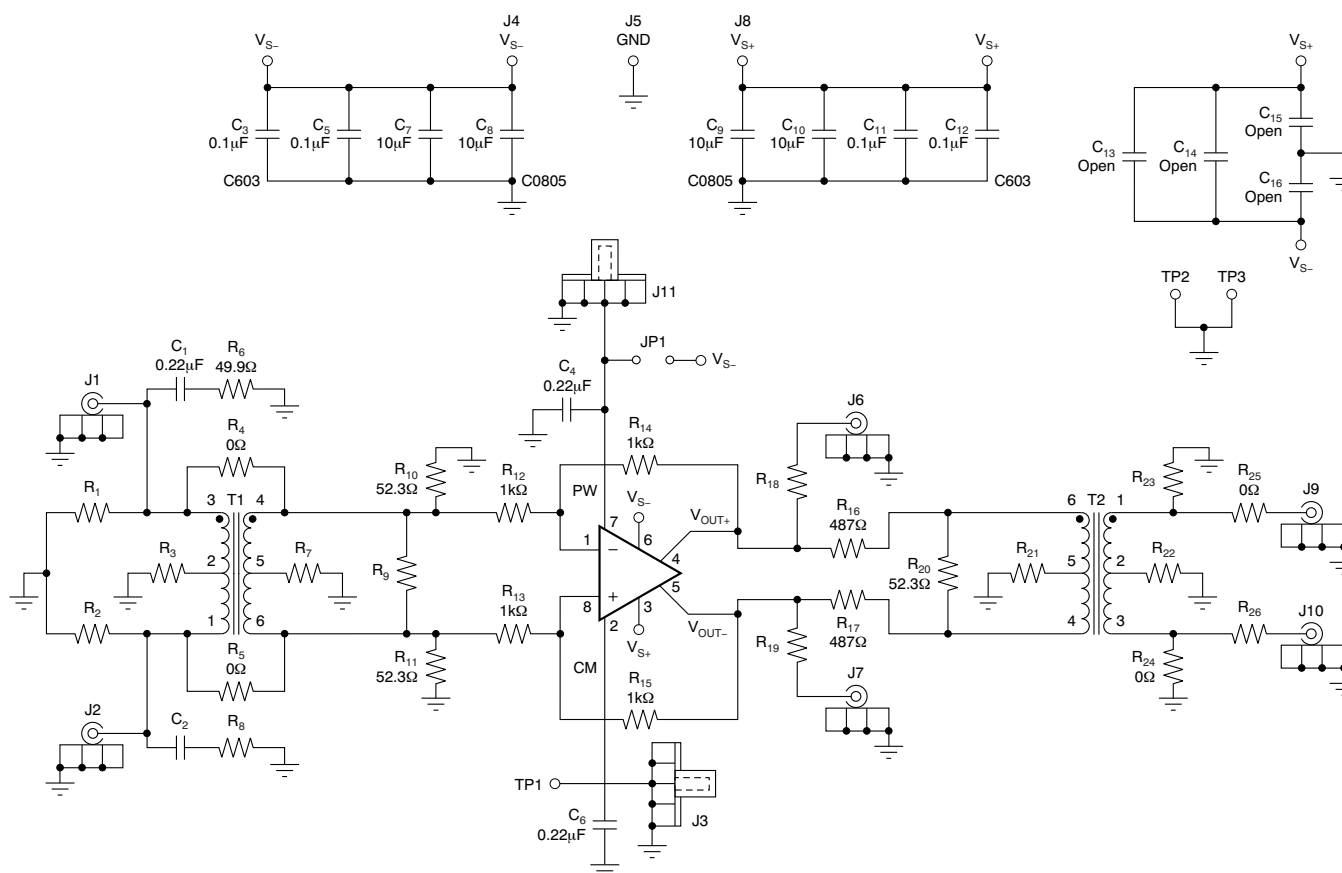 J4
J5
J8
VS−
VS−
GND
VS+
VS+
VS+
C3
0.1μF
C5
0.1μF
C7
10μF
C8
10μF
C9
10μF
C10
10μF
C11
0.1μF
C12
0.1μF
C13
Open
C14
Open
C15
Open
C16
Open
C603
C0805
C0805
C603
VS−
J11
TP2
TP3
JP1
VS−
C1
0.22μF
R6
49.9Ω
C4
0.22μF
J1
J6
R4
0Ω
R14
1kΩ
R10
52.3Ω
R12
1kΩ
R18
R23
R25
0Ω
J9
R1
3
T1
4
PW
VS−
VOUT+
R16
487Ω
6
T2
1
7
1
−
6
4
R3
2
5
R7
R9
R20
52.3Ω
R21
5
2
R22
5
R2
1
6
R13
1kΩ
8
+
3
2
VS+
VOUT−
R17
487Ω
4
3
R26
J10
R5
0Ω
R11
52.3Ω
CM
R19
R24
0Ω
R15
1kΩ
J7
J2
C2
R8
TP1
J3
C6
0.22μF